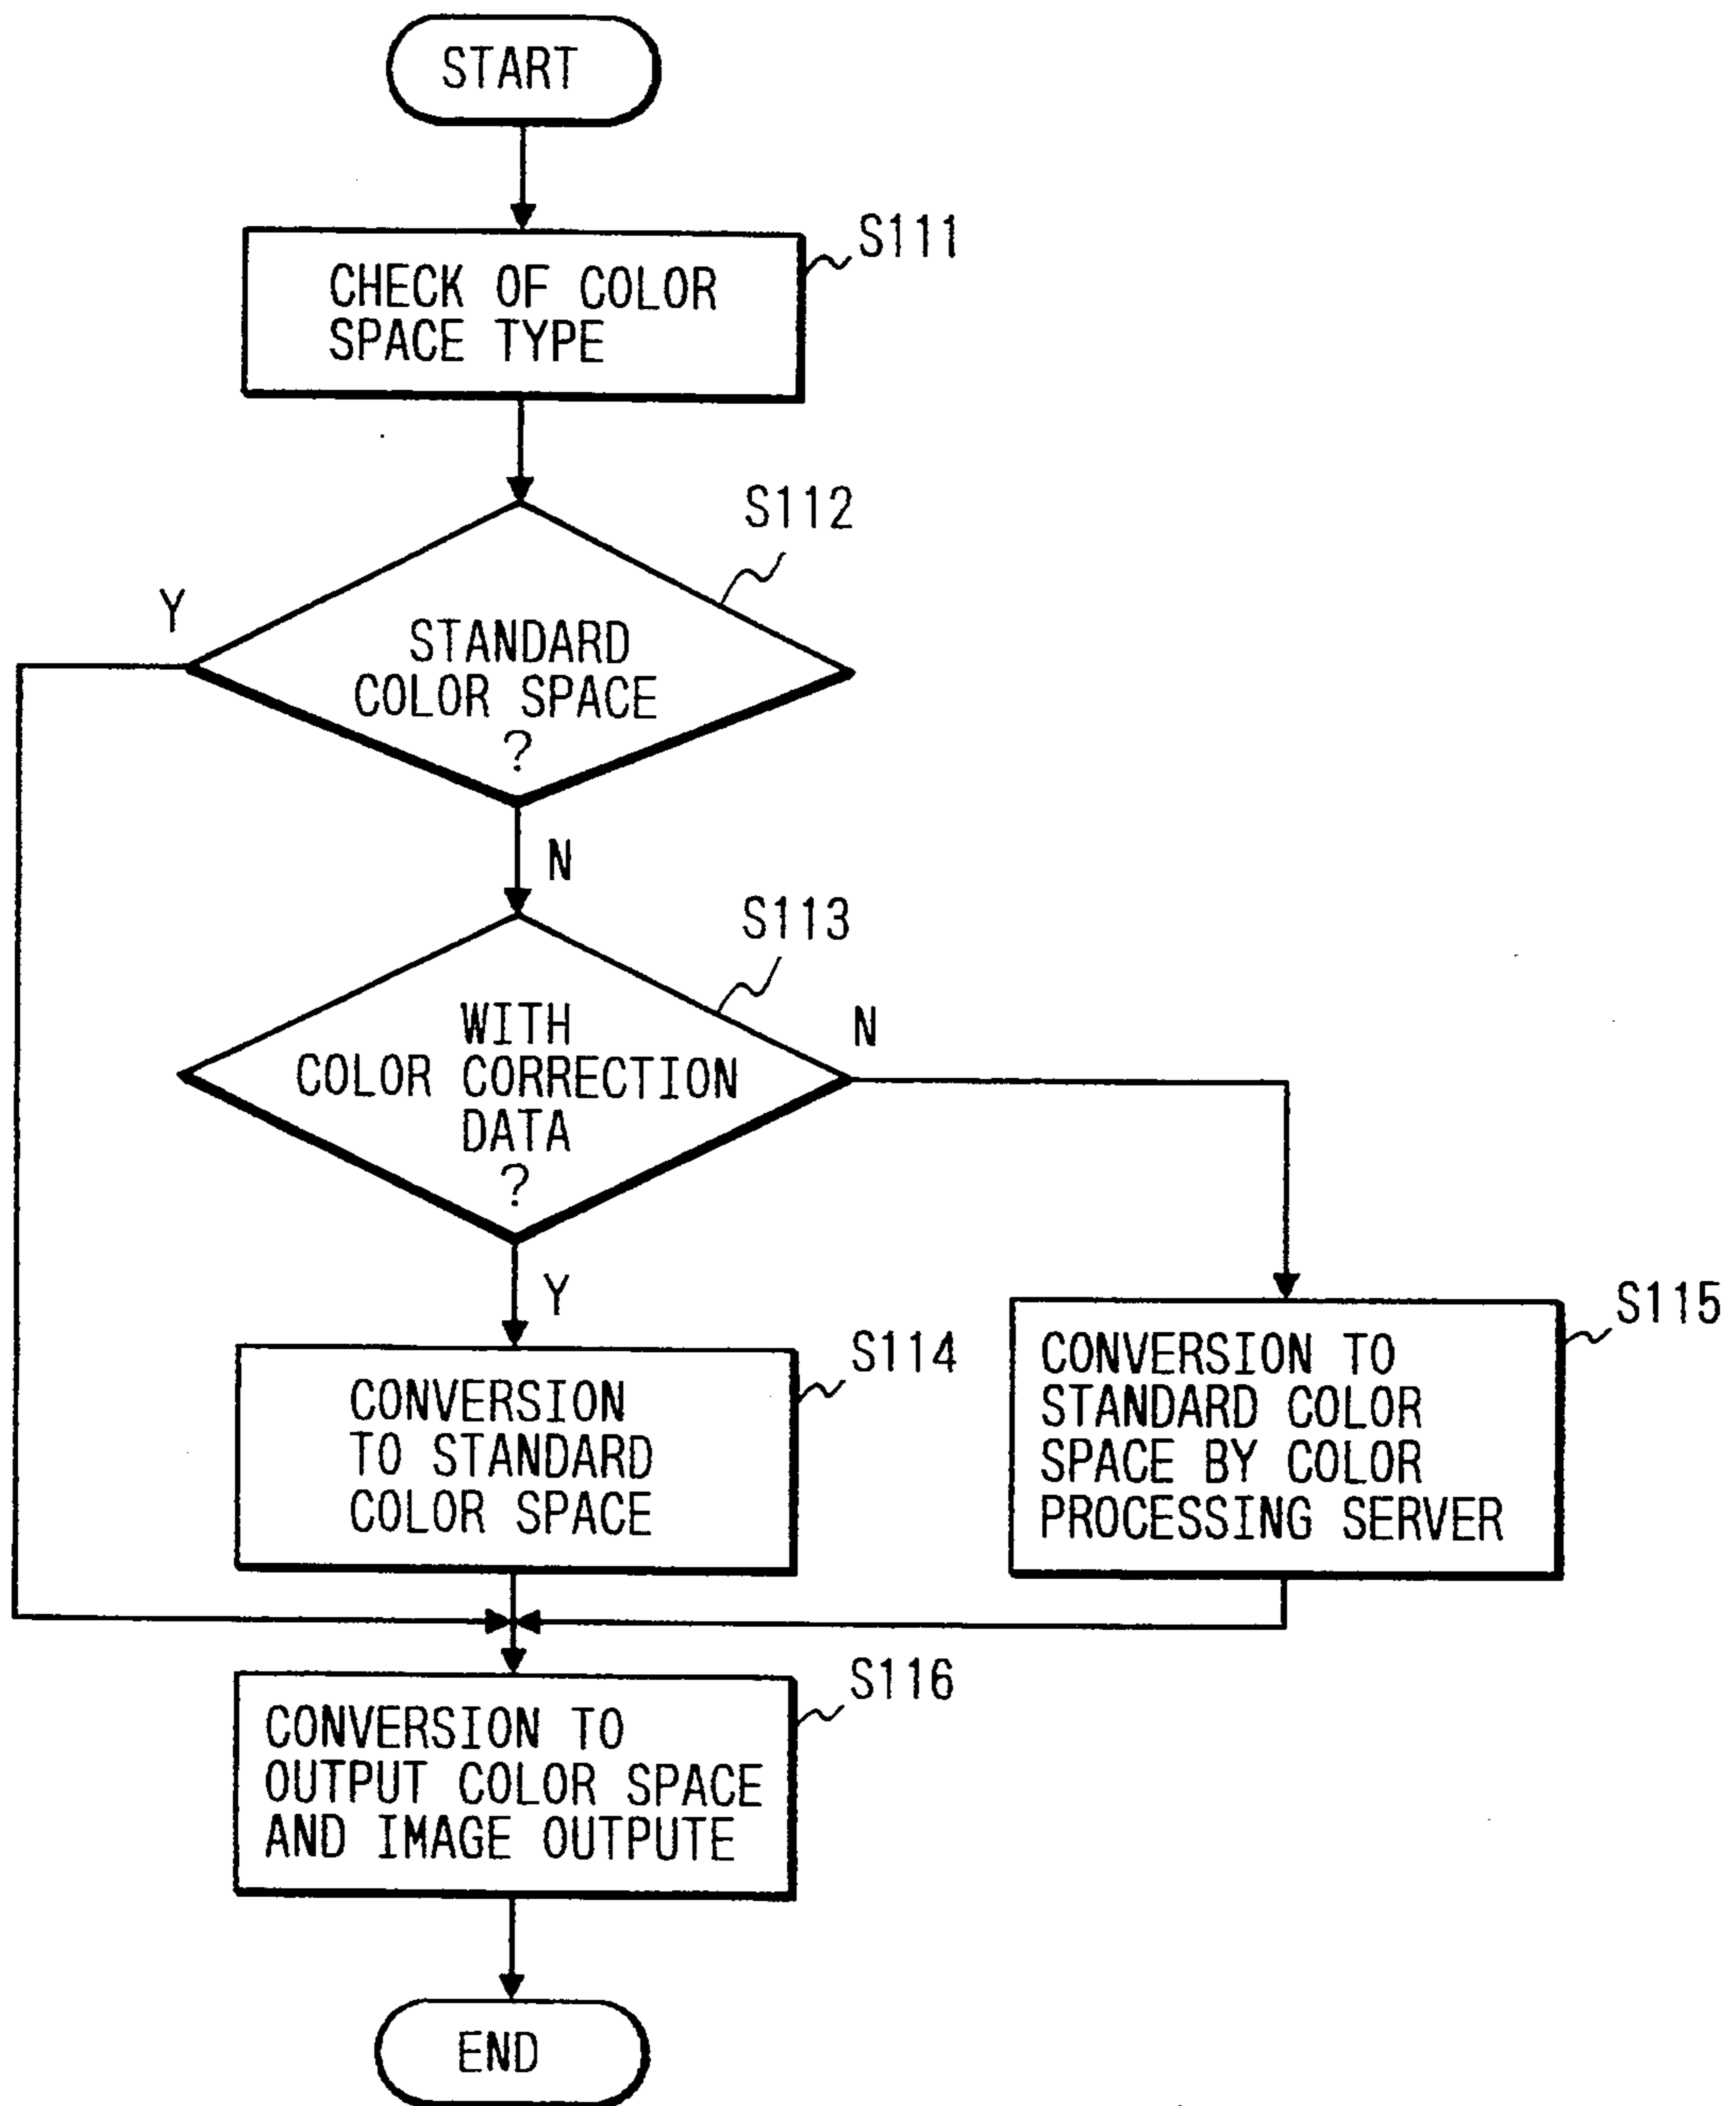 START
S111
CHECK OF COLOR
SPACE TYPE
S112
Y
STANDARD
COLOR SPACE
?
N
S113
WITH
COLOR CORRECTION
DATA
?
N
Y
S114
CONVERSION
TO STANDARD
COLOR SPACE
S115
CONVERSION TO
STANDARD COLOR
SPACE BY COLOR
PROCESSING SERVER
S116
CONVERSION TO
OUTPUT COLOR SPACE
AND IMAGE OUTPUTE
END